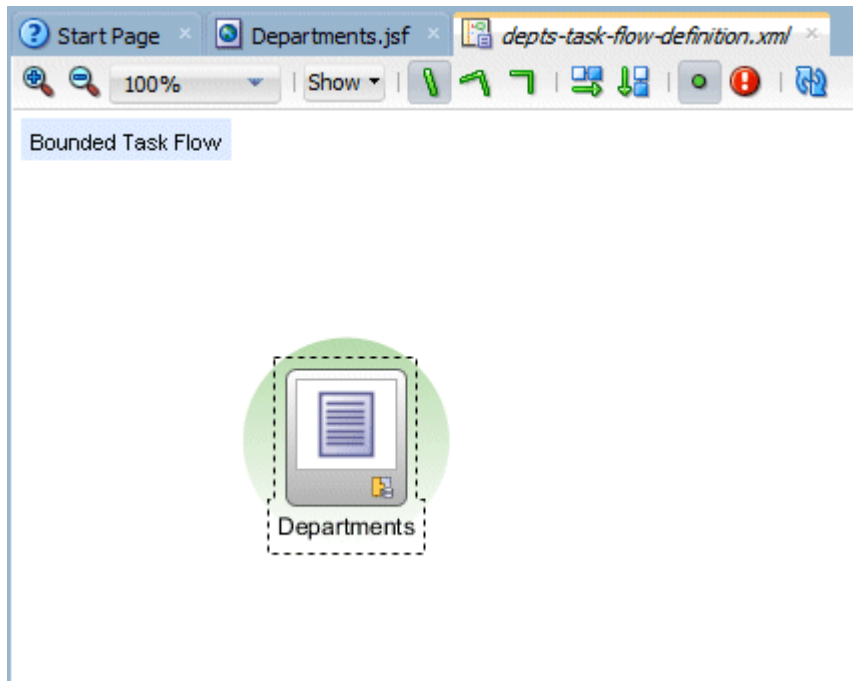 Start Page Departments.jsf depts-task-flow-definition.xml
100% Show
Bounded Task Flow
Departments